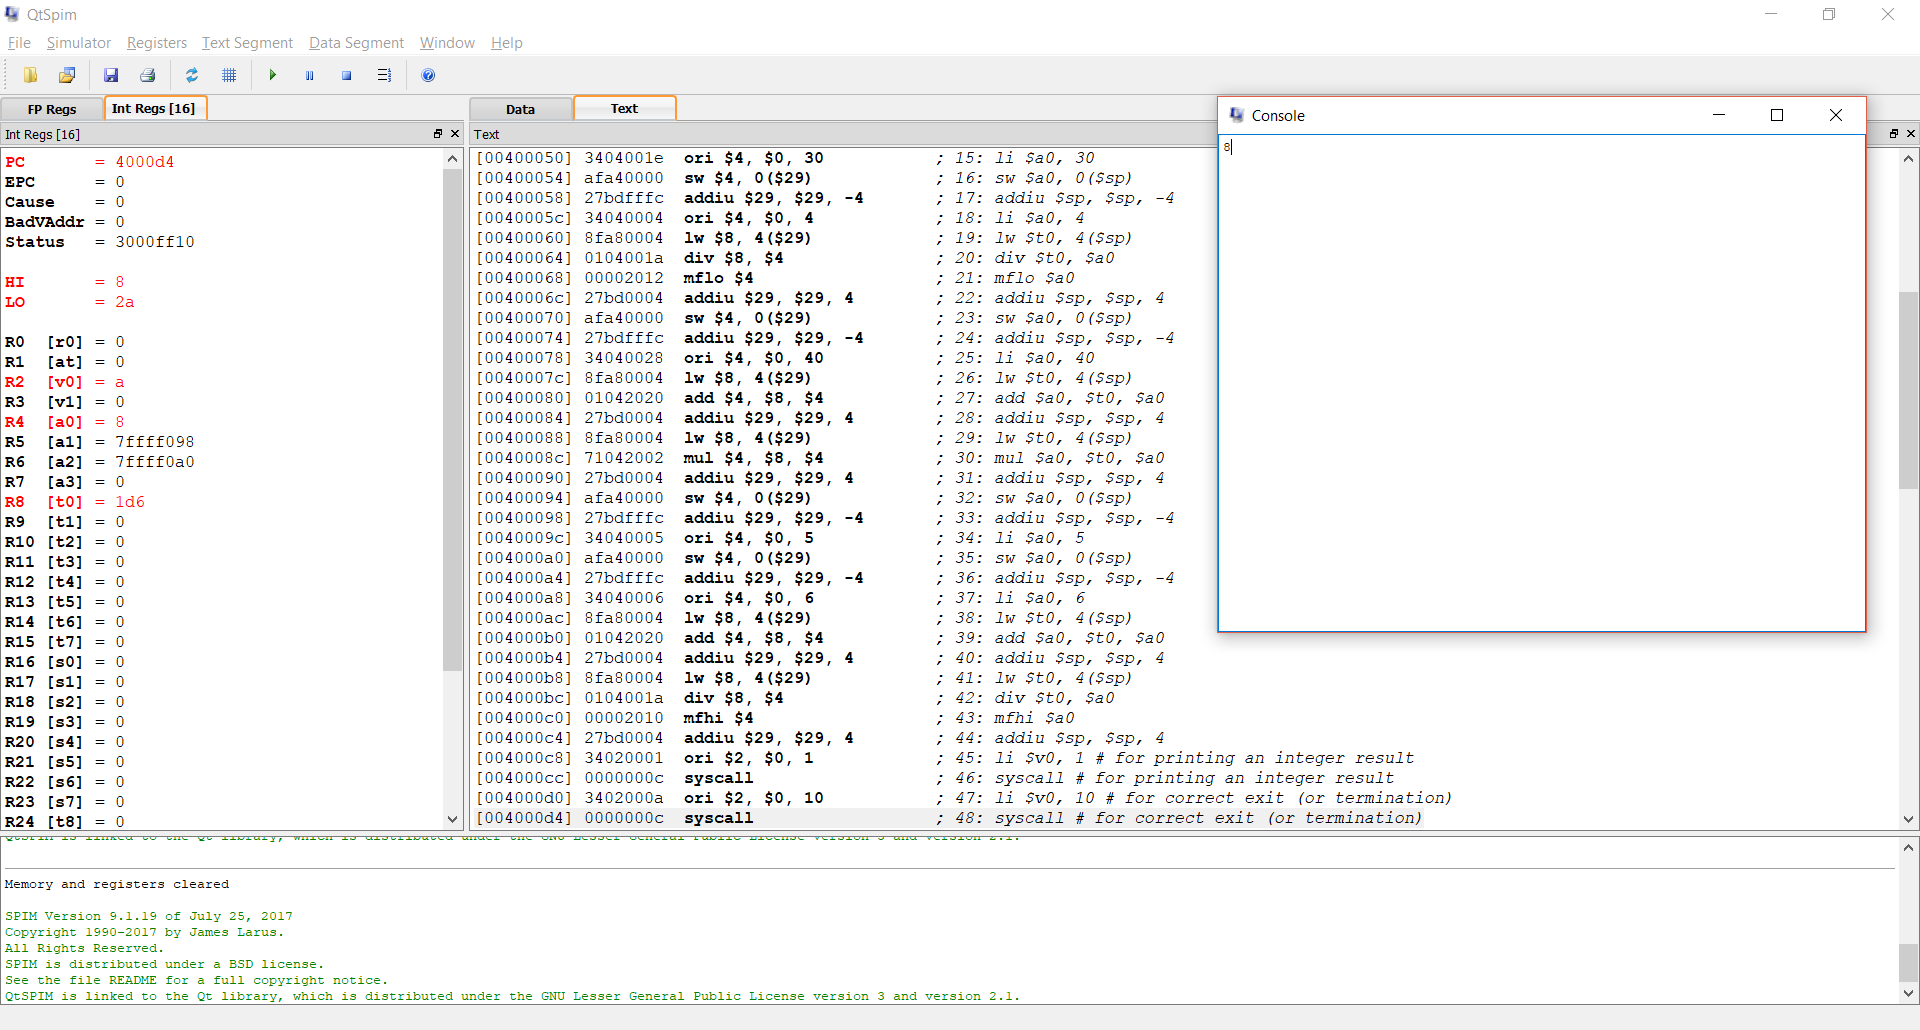 QtSpim
File Simulator Registers Text Segment Data Segment Window Help
FP Regs Int Regs [16]
Int Regs [16]
PC = 4000d4
EPC = 0
Cause = 0
BadVAddr = 0
Status = 3000ff10
HI = 8
LO = 2a
R0 [r0] = 0
R1 [at] = 0
R2 [v0] = a
R3 [v1] = 0
R4 [a0] = 8
R5 [a1] = 7ffff098
R6 [a2] = 7ffff0a0
R7 [a3] = 0
R8 [t0] = 1d6
R9 [t1] = 0
R10 [t2] = 0
R11 [t3] = 0
R12 [t4] = 0
R13 [t5] = 0
R14 [t6] = 0
R15 [t7] = 0
R16 [s0] = 0
R17 [s1] = 0
R18 [s2] = 0
R19 [s3] = 0
R20 [s4] = 0
R21 [s5] = 0
R22 [s6] = 0
R23 [s7] = 0
R24 [t8] = 0
Data Text
Text
[00400050] 3404001e ori $4, $0, 30 ; 15: li $a0, 30
[00400054] afa40000 sw $4, 0($29) ; 16: sw $a0, 0($sp)
[00400058] 27bdfffc addiu $29, $29, -4 ; 17: addiu $sp, $sp, -4
[0040005c] 34040004 ori $4, $0, 4 ; 18: li $a0, 4
[00400060] 8fa80004 lw $8, 4($29) ; 19: lw $t0, 4($sp)
[00400064] 0104001a div $8, $4 ; 20: div $t0, $a0
[00400068] 00002012 mflo $4 ; 21: mflo $a0
[0040006c] 27bd0004 addiu $29, $29, 4 ; 22: addiu $sp, $sp, 4
[00400070] afa40000 sw $4, 0($29) ; 23: sw $a0, 0($sp)
[00400074] 27bdfffc addiu $29, $29, -4 ; 24: addiu $sp, $sp, -4
[00400078] 34040028 ori $4, $0, 40 ; 25: li $a0, 40
[0040007c] 8fa80004 lw $8, 4($29) ; 26: lw $t0, 4($sp)
[00400080] 01042020 add $4, $8, $4 ; 27: add $a0, $t0, $a0
[00400084] 27bd0004 addiu $29, $29, 4 ; 28: addiu $sp, $sp, 4
[00400088] 8fa80004 lw $8, 4($29) ; 29: lw $t0, 4($sp)
[0040008c] 71042002 mul $4, $8, $4 ; 30: mul $a0, $t0, $a0
[00400090] 27bd0004 addiu $29, $29, 4 ; 31: addiu $sp, $sp, 4
[00400094] afa40000 sw $4, 0($29) ; 32: sw $a0, 0($sp)
[00400098] 27bdfffc addiu $29, $29, -4 ; 33: addiu $sp, $sp, -4
[0040009c] 34040005 ori $4, $0, 5 ; 34: li $a0, 5
[004000a0] afa40000 sw $4, 0($29) ; 35: sw $a0, 0($sp)
[004000a4] 27bdfffc addiu $29, $29, -4 ; 36: addiu $sp, $sp, -4
[004000a8] 34040006 ori $4, $0, 6 ; 37: li $a0, 6
[004000ac] 8fa80004 lw $8, 4($29) ; 38: lw $t0, 4($sp)
[004000b0] 01042020 add $4, $8, $4 ; 39: add $a0, $t0, $a0
[004000b4] 27bd0004 addiu $29, $29, 4 ; 40: addiu $sp, $sp, 4
[004000b8] 8fa80004 lw $8, 4($29) ; 41: lw $t0, 4($sp)
[004000bc] 0104001a div $8, $4 ; 42: div $t0, $a0
[004000c0] 00002010 mfhi $4 ; 43: mfhi $a0
[004000c4] 27bd0004 addiu $29, $29, 4 ; 44: addiu $sp, $sp, 4
[004000c8] 34020001 ori $2, $0, 1 ; 45: li $v0, 1 # for printing an integer result
[004000cc] 0000000c syscall ; 46: syscall # for printing an integer result
[004000d0] 3402000a ori $2, $0, 10 ; 47: li $v0, 10 # for correct exit (or termination)
[004000d4] 0000000c syscall ; 48: syscall # for correct exit (or termination)
Console
8
QtSPIM is linked to the Qt library, which is distributed under the GNU Lesser General Public License version 3 and version 2.1.
Memory and registers cleared
SPIM Version 9.1.19 of July 25, 2017
Copyright 1990-2017 by James Larus.
All Rights Reserved.
SPIM is distributed under a BSD license.
See the file README for a full copyright notice.
QtSPIM is linked to the Qt library, which is distributed under the GNU Lesser General Public License version 3 and version 2.1.